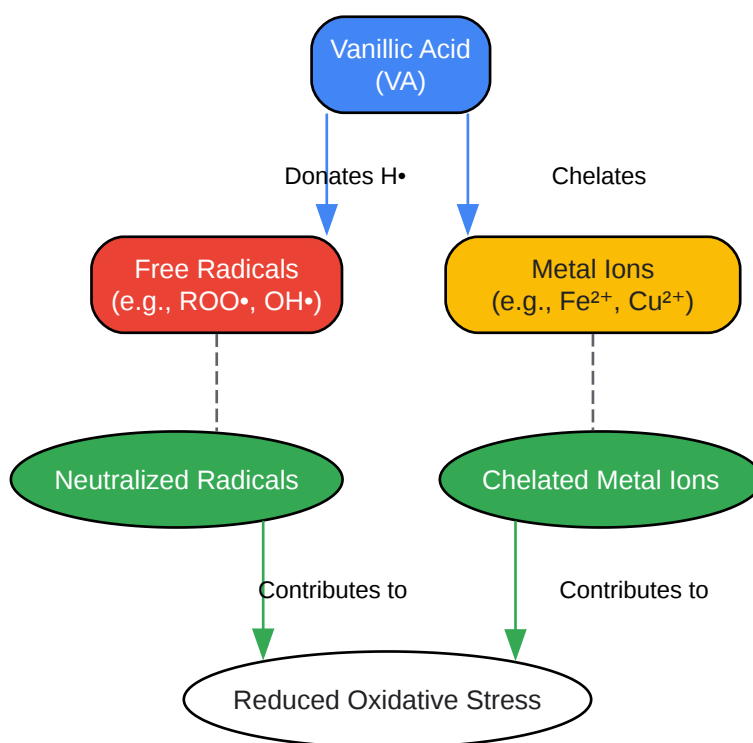 Vanillic Acid
(VA)
Donates H•
Chelates
Free Radicals
(e.g., ROO•, OH•)
Metal Ions
(e.g., Fe²⁺, Cu²⁺)
Neutralized Radicals
Chelated Metal Ions
Contributes to
Contributes to
Reduced Oxidative Stress